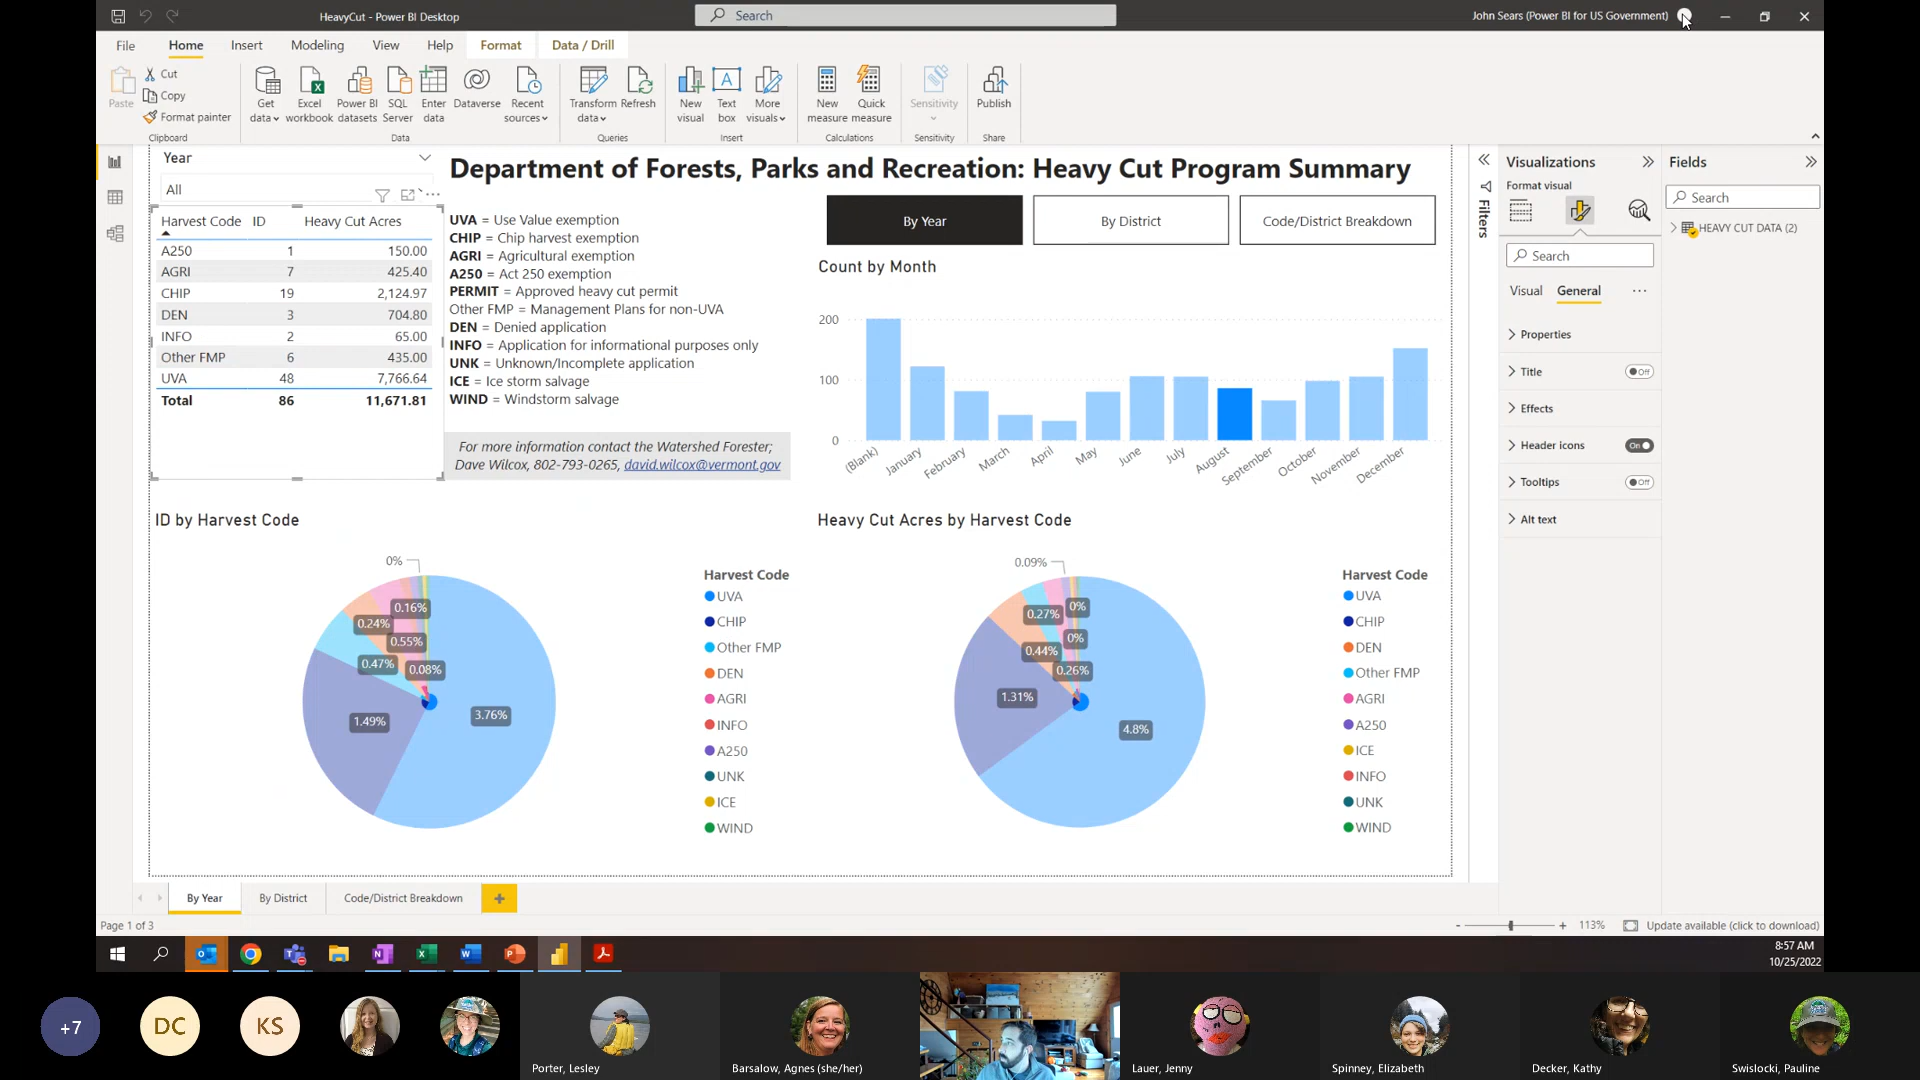 HeavyCut - Power BI Desktop
Search
John Sears (Power BI for US Government)
File Home Insert Modeling View Help Format Data / Drill
Paste
Cut
Copy
Format painter
Clipboard
Get data
Excel workbook
Power BI datasets
SQL Server
Enter data
Dataverse
Recent sources
Data
Transform data
Refresh
Queries
New visual
Text box
More visuals
Insert
New measure
Quick measure
Calculations
Sensitivity
Sensitivity
Publish
Share
Year
All
Department of Forests, Parks and Recreation: Heavy Cut Program Summary
Harvest Code ID Heavy Cut Acres
A250 1 150.00
AGRI 7 425.40
CHIP 19 2,124.97
DEN 3 704.80
INFO 2 65.00
Other FMP 6 435.00
UVA 48 7,766.64
Total 86 11,671.81
UVA = Use Value exemption
CHIP = Chip harvest exemption
AGRI = Agricultural exemption
A250 = Act 250 exemption
PERMIT = Approved heavy cut permit
Other FMP = Management Plans for non-UVA
DEN = Denied application
INFO = Application for informational purposes only
UNK = Unknown/Incomplete application
ICE = Ice storm salvage
WIND = Windstorm salvage
For more information contact the Watershed Forester;
Dave Wilcox, 802-793-0265, david.wilcox@vermont.gov
By Year
By District
Code/District Breakdown
Count by Month
200
100
0
(Blank) January February March April May June July August September October November December
ID by Harvest Code
0%
0.16%
0.24%
0.55%
0.47%
0.08%
1.49%
3.76%
Harvest Code
UVA
CHIP
Other FMP
DEN
AGRI
INFO
A250
UNK
ICE
WIND
Heavy Cut Acres by Harvest Code
0.09%
0%
0.27%
0%
0.44%
0.26%
1.31%
4.8%
Harvest Code
UVA
CHIP
DEN
Other FMP
AGRI
A250
ICE
INFO
UNK
WIND
Filters
Visualizations
Format visual
Search
Visual General ...
Properties
Title Off
Effects
Header icons On
Tooltips Off
Alt text
Fields
Search
HEAVY CUT DATA (2)
By Year By District Code/District Breakdown +
Page 1 of 3
- + 113%
Update available (click to download)
8:57 AM
10/25/2022
+7
DC
KS
Porter, Lesley
Barsalow, Agnes (she/her)
Lauer, Jenny
Spinney, Elizabeth
Decker, Kathy
Swislocki, Pauline